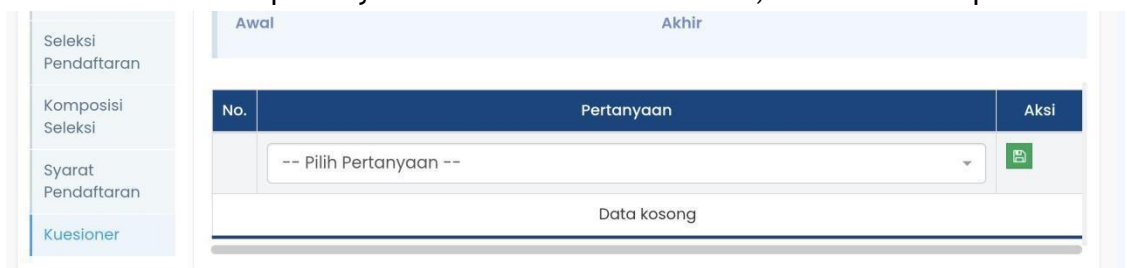 Awal Akhir
Seleksi
Pendaftaran
Komposisi
Seleksi
Syarat
Pendaftaran
Kuesioner
No. Pertanyaan Aksi
-- Pilih Pertanyaan --
Data kosong